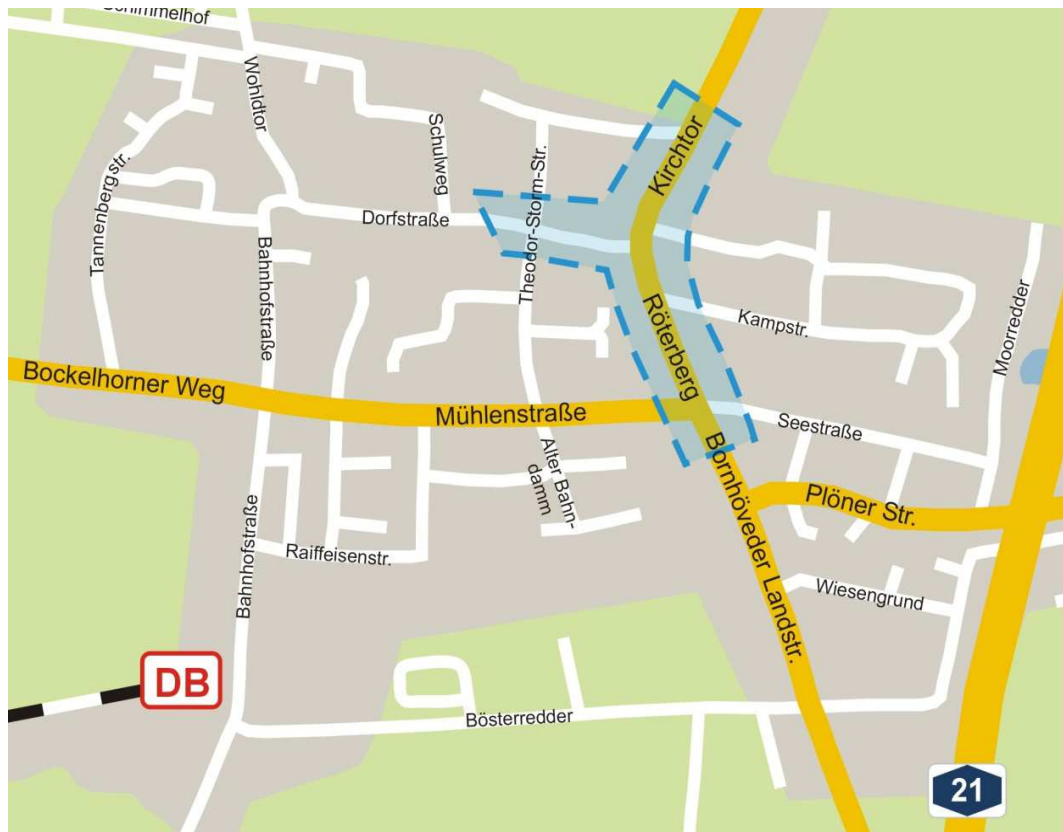 Schimmelhof
Wohldtor
Schulweg
Kirchtor
Tannenbergstr.
Dorfstraße
Theodor-Storm-Str.
Bahnhofstraße
Röterberg
Kampstr.
Moorredder
Bockelhorner Weg
Mühlenstraße
Seestraße
Alter Bahn-
damm
Bornhöveder Landstr.
Plöner Str.
Bahnhofstraße
Raiffeisenstr.
Wiesengrund
DB
Bösterredder
21